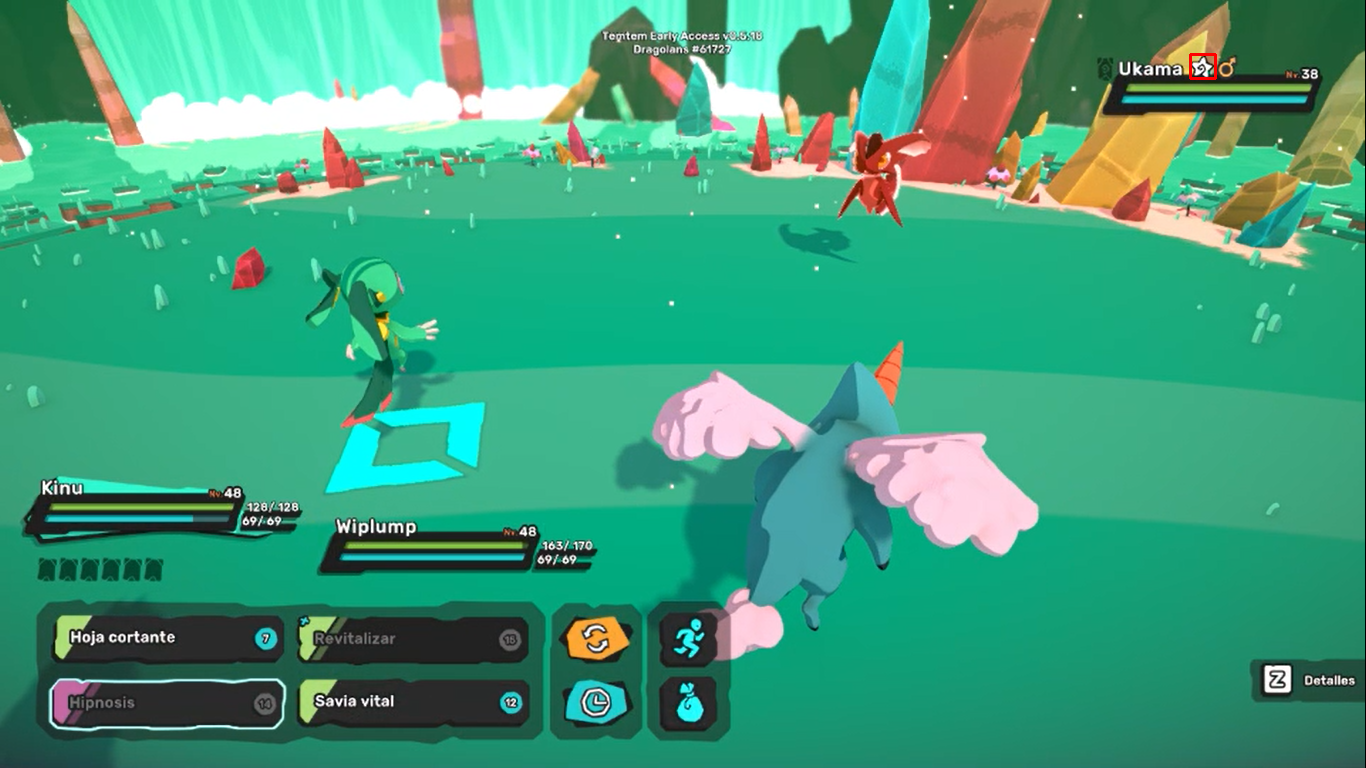 Temtem Early Access v0.5.18
Dragolans #61727
Ukama
Nv. 38
Kinu
Nv. 48
128/128
69/69
Wiplump
Nv. 48
163/170
69/69
Hoja cortante 7
Revitalizar 15
Hipnosis 14
Savia vital 12
Z Detalles